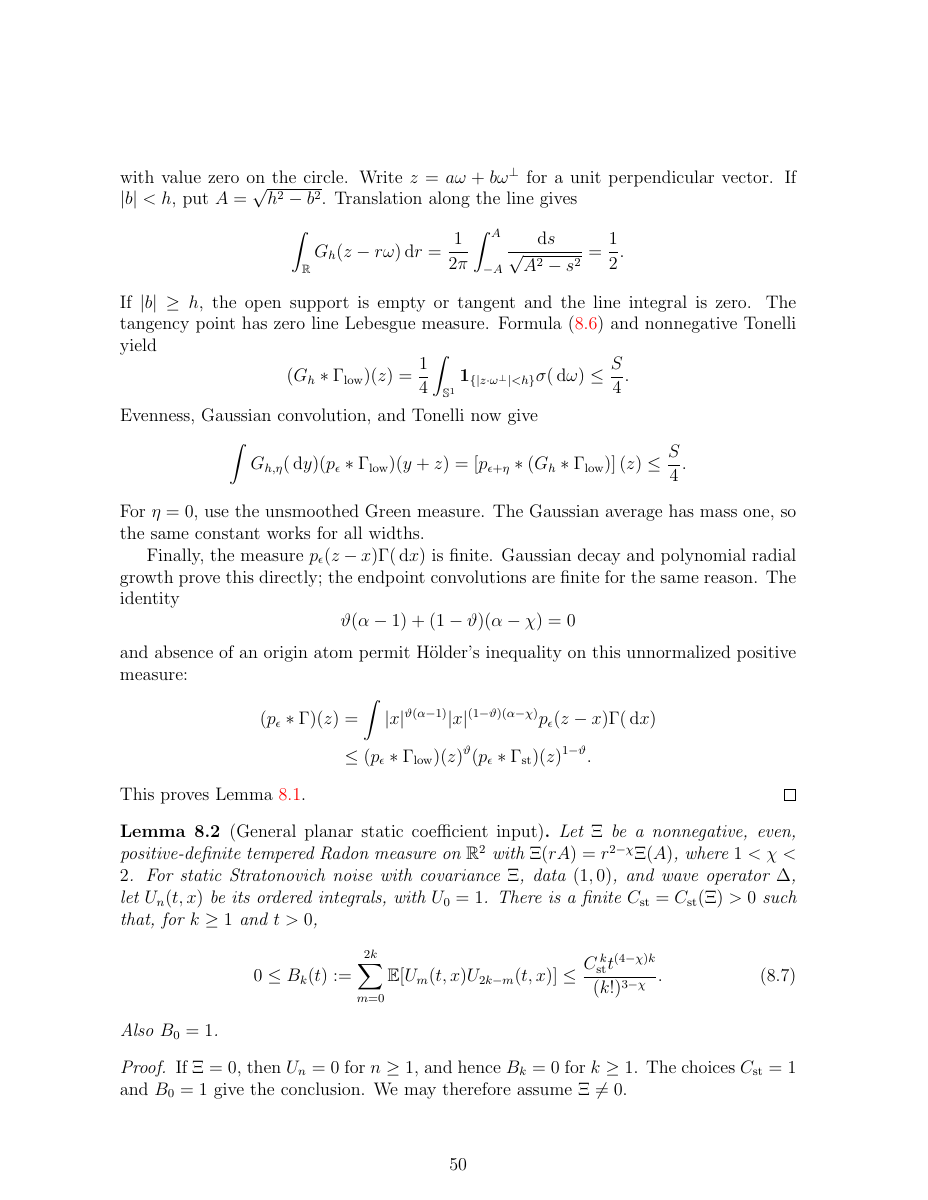 with value zero on the circle. Write z = aω + bω⊥ for a unit perpendicular vector. If
|b| < h, put A = √(h² − b²). Translation along the line gives
∫_ℝ G_h(z − rω) dr = 1/(2π) ∫_{−A}^{A} ds/√(A² − s²) = 1/2.
If |b| ≥ h, the open support is empty or tangent and the line integral is zero. The
tangency point has zero line Lebesgue measure. Formula (8.6) and nonnegative Tonelli
yield
(G_h ∗ Γ_low)(z) = 1/4 ∫_{𝕊¹} 𝟏_{|z·ω⊥|<h} σ( dω) ≤ S/4.
Evenness, Gaussian convolution, and Tonelli now give
∫ G_{h,η}( dy)(p_ϵ ∗ Γ_low)(y + z) = [p_{ϵ+η} ∗ (G_h ∗ Γ_low)] (z) ≤ S/4.
For η = 0, use the unsmoothed Green measure. The Gaussian average has mass one, so
the same constant works for all widths.
Finally, the measure p_ϵ(z − x)Γ( dx) is finite. Gaussian decay and polynomial radial
growth prove this directly; the endpoint convolutions are finite for the same reason. The
identity
ϑ(α − 1) + (1 − ϑ)(α − χ) = 0
and absence of an origin atom permit Hölder's inequality on this unnormalized positive
measure:
(p_ϵ ∗ Γ)(z) = ∫ |x|^{ϑ(α−1)}|x|^{(1−ϑ)(α−χ)} p_ϵ(z − x)Γ( dx)
≤ (p_ϵ ∗ Γ_low)(z)^ϑ (p_ϵ ∗ Γ_st)(z)^{1−ϑ}.
This proves Lemma 8.1. □
Lemma 8.2 (General planar static coefficient input). Let Ξ be a nonnegative, even,
positive-definite tempered Radon measure on ℝ² with Ξ(rA) = r^{2−χ}Ξ(A), where 1 < χ <
2. For static Stratonovich noise with covariance Ξ, data (1, 0), and wave operator Δ,
let U_n(t, x) be its ordered integrals, with U_0 = 1. There is a finite C_st = C_st(Ξ) > 0 such
that, for k ≥ 1 and t > 0,
0 ≤ B_k(t) := ∑_{m=0}^{2k} 𝔼[U_m(t, x)U_{2k−m}(t, x)] ≤ C_st^k t^{(4−χ)k}/(k!)^{3−χ}. (8.7)
Also B_0 = 1.
Proof. If Ξ = 0, then U_n = 0 for n ≥ 1, and hence B_k = 0 for k ≥ 1. The choices C_st = 1
and B_0 = 1 give the conclusion. We may therefore assume Ξ ≠ 0.
50